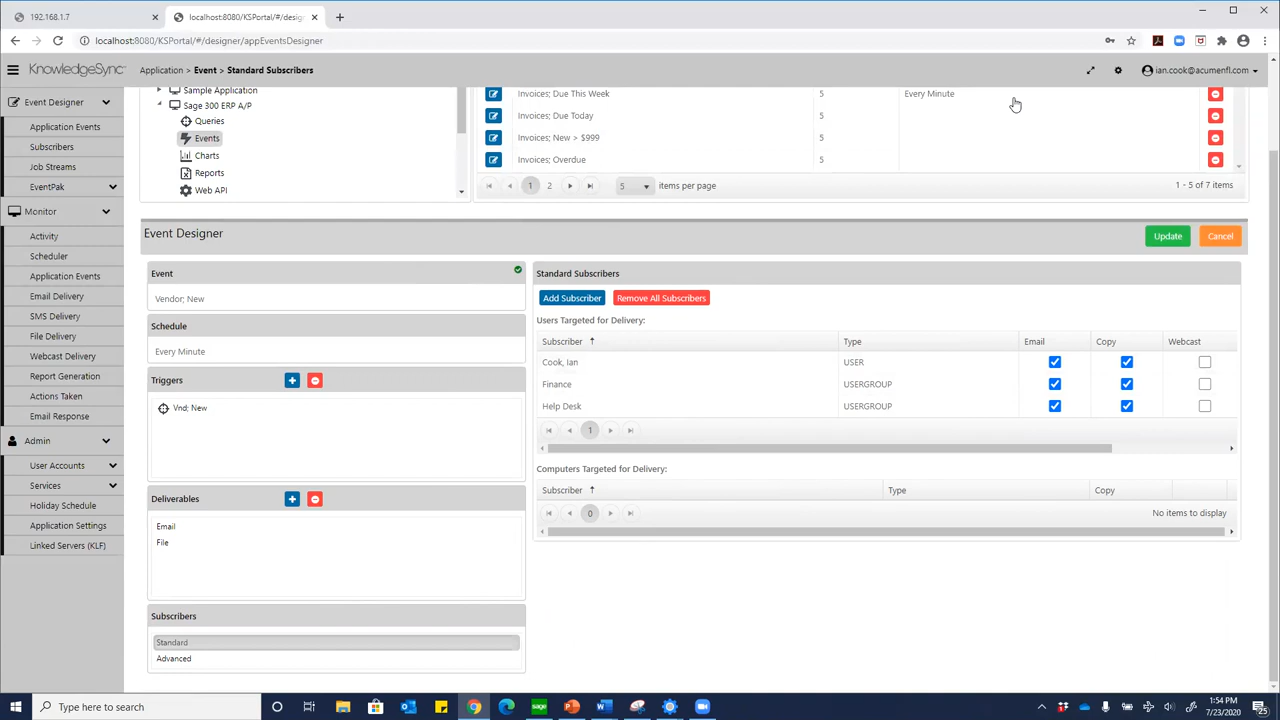 192.168.1.7
localhost:8080/KSPortal/#/desig
localhost:8080/KSPortal/#/designer/appEventsDesigner
KnowledgeSync
Application > Event > Standard Subscribers
ian.cook@acumenfl.com
Event Designer
Application Events
Subscribers
Job Streams
EventPak
Monitor
Activity
Scheduler
Application Events
Email Delivery
SMS Delivery
File Delivery
Webcast Delivery
Report Generation
Actions Taken
Email Response
Admin
User Accounts
Services
Holiday Schedule
Application Settings
Linked Servers (KLF)
Sample Application
Sage 300 ERP A/P
Queries
Events
Charts
Reports
Web API
Invoices; Due This Week 5 Every Minute
Invoices; Due Today 5
Invoices; New > $999 5
Invoices; Overdue 5
1 2 5 items per page 1 - 5 of 7 items
Event Designer Update Cancel
Event
Vendor; New
Schedule
Every Minute
Triggers
Vnd; New
Deliverables
Email
File
Subscribers
Standard
Advanced
Standard Subscribers
Add Subscriber Remove All Subscribers
Users Targeted for Delivery:
Subscriber Type Email Copy Webcast
Cook, Ian USER
Finance USERGROUP
Help Desk USERGROUP
1
Computers Targeted for Delivery:
Subscriber Type Copy
0 No items to display
Type here to search
sage
1:54 PM
7/23/2020
25